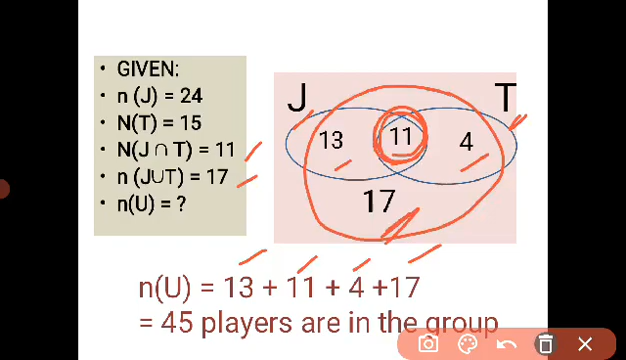 • GIVEN:
• n (J) = 24
• N(T) = 15
• N(J ∩ T) = 11
• n (J∪T) = 17
• n(U) = ?
J T
13 11 4
17
n(U) = 13 + 11 + 4 +17
= 45 players are in the group